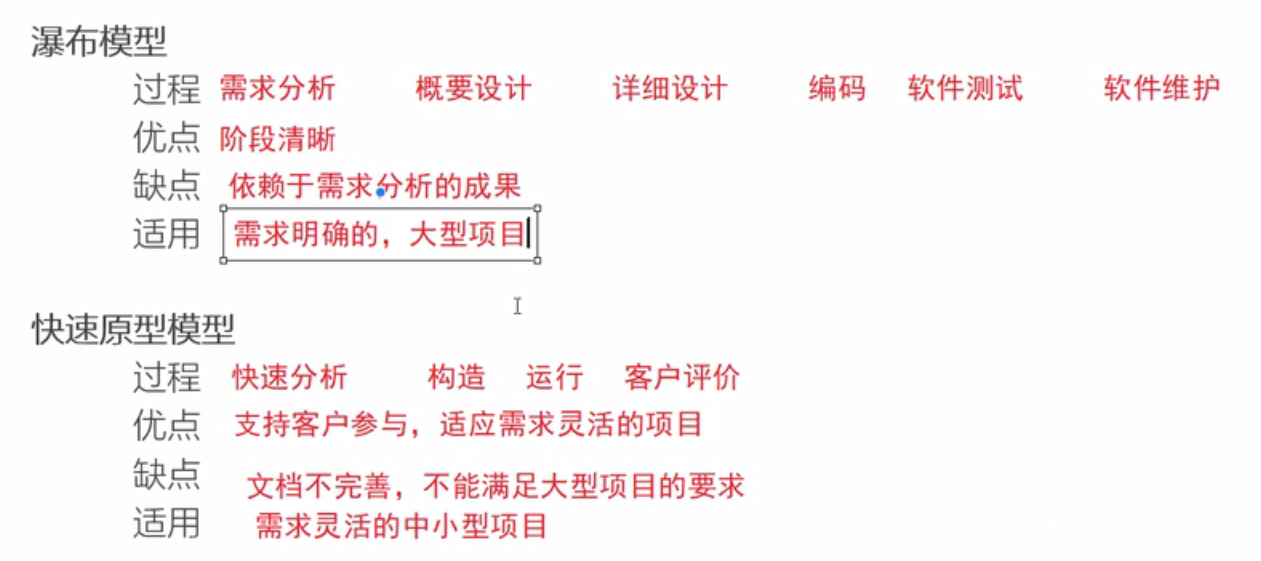 瀑布模型
过程 需求分析 概要设计 详细设计 编码 软件测试 软件维护
优点 阶段清晰
缺点 依赖于需求分析的成果
适用 需求明确的，大型项目
快速原型模型
过程 快速分析 构造 运行 客户评价
优点 支持客户参与，适应需求灵活的项目
缺点 文档不完善，不能满足大型项目的要求
适用 需求灵活的中小型项目